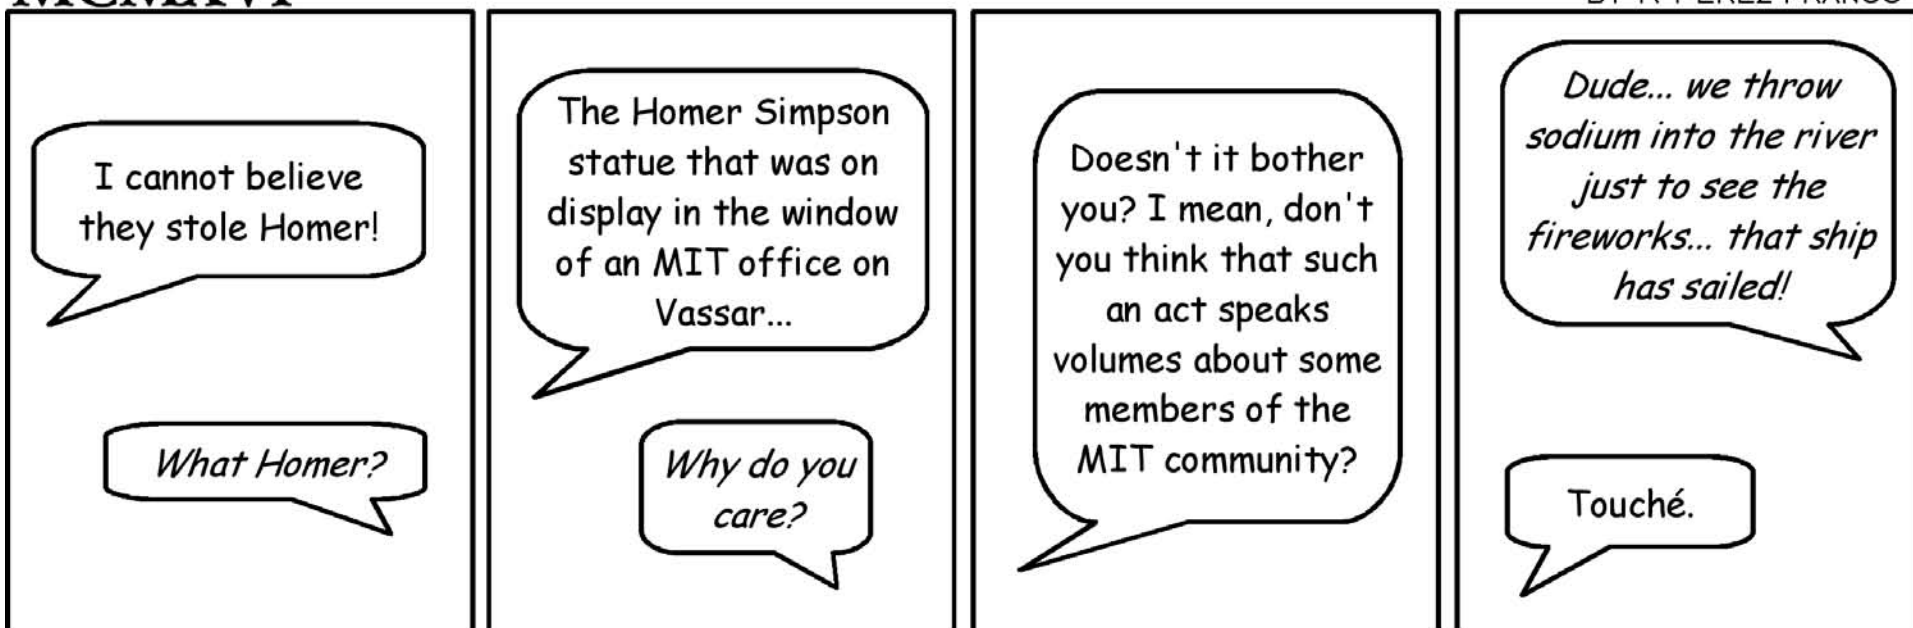 I cannot believe
they stole Homer!
What Homer?
The Homer Simpson
statue that was on
display in the window
of an MIT office on
Vassar...
Why do you
care?
Doesn't it bother
you? I mean, don't
you think that such
an act speaks
volumes about some
members of the
MIT community?
Dude... we throw
sodium into the river
just to see the
fireworks... that ship
has sailed!
Touché.